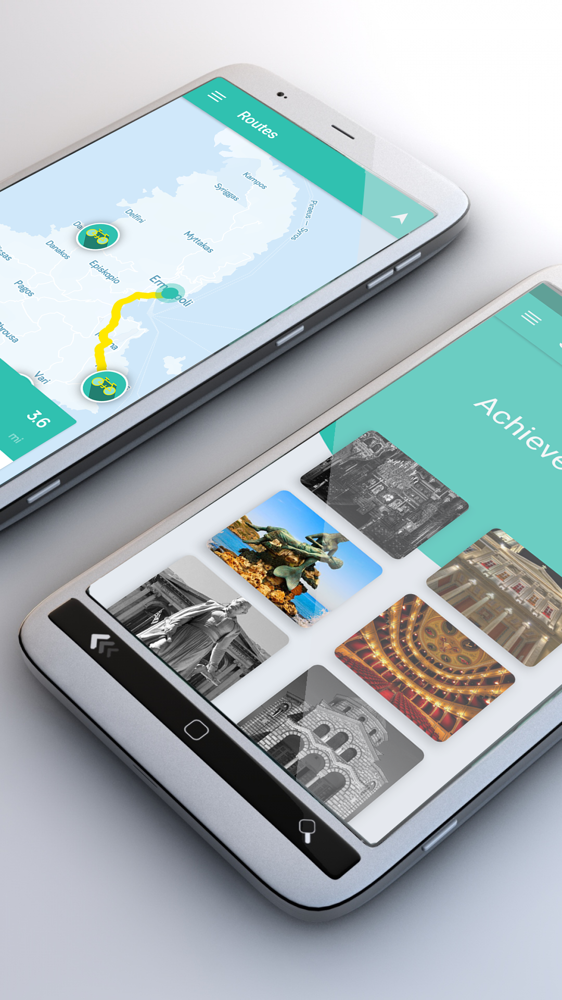 Routes
Kampos
Syriggas
Piraeus – Syros
Delfini
Myttakas
Danakos
Episkopio
Pagos
Vari
3.6
mi
Achieve